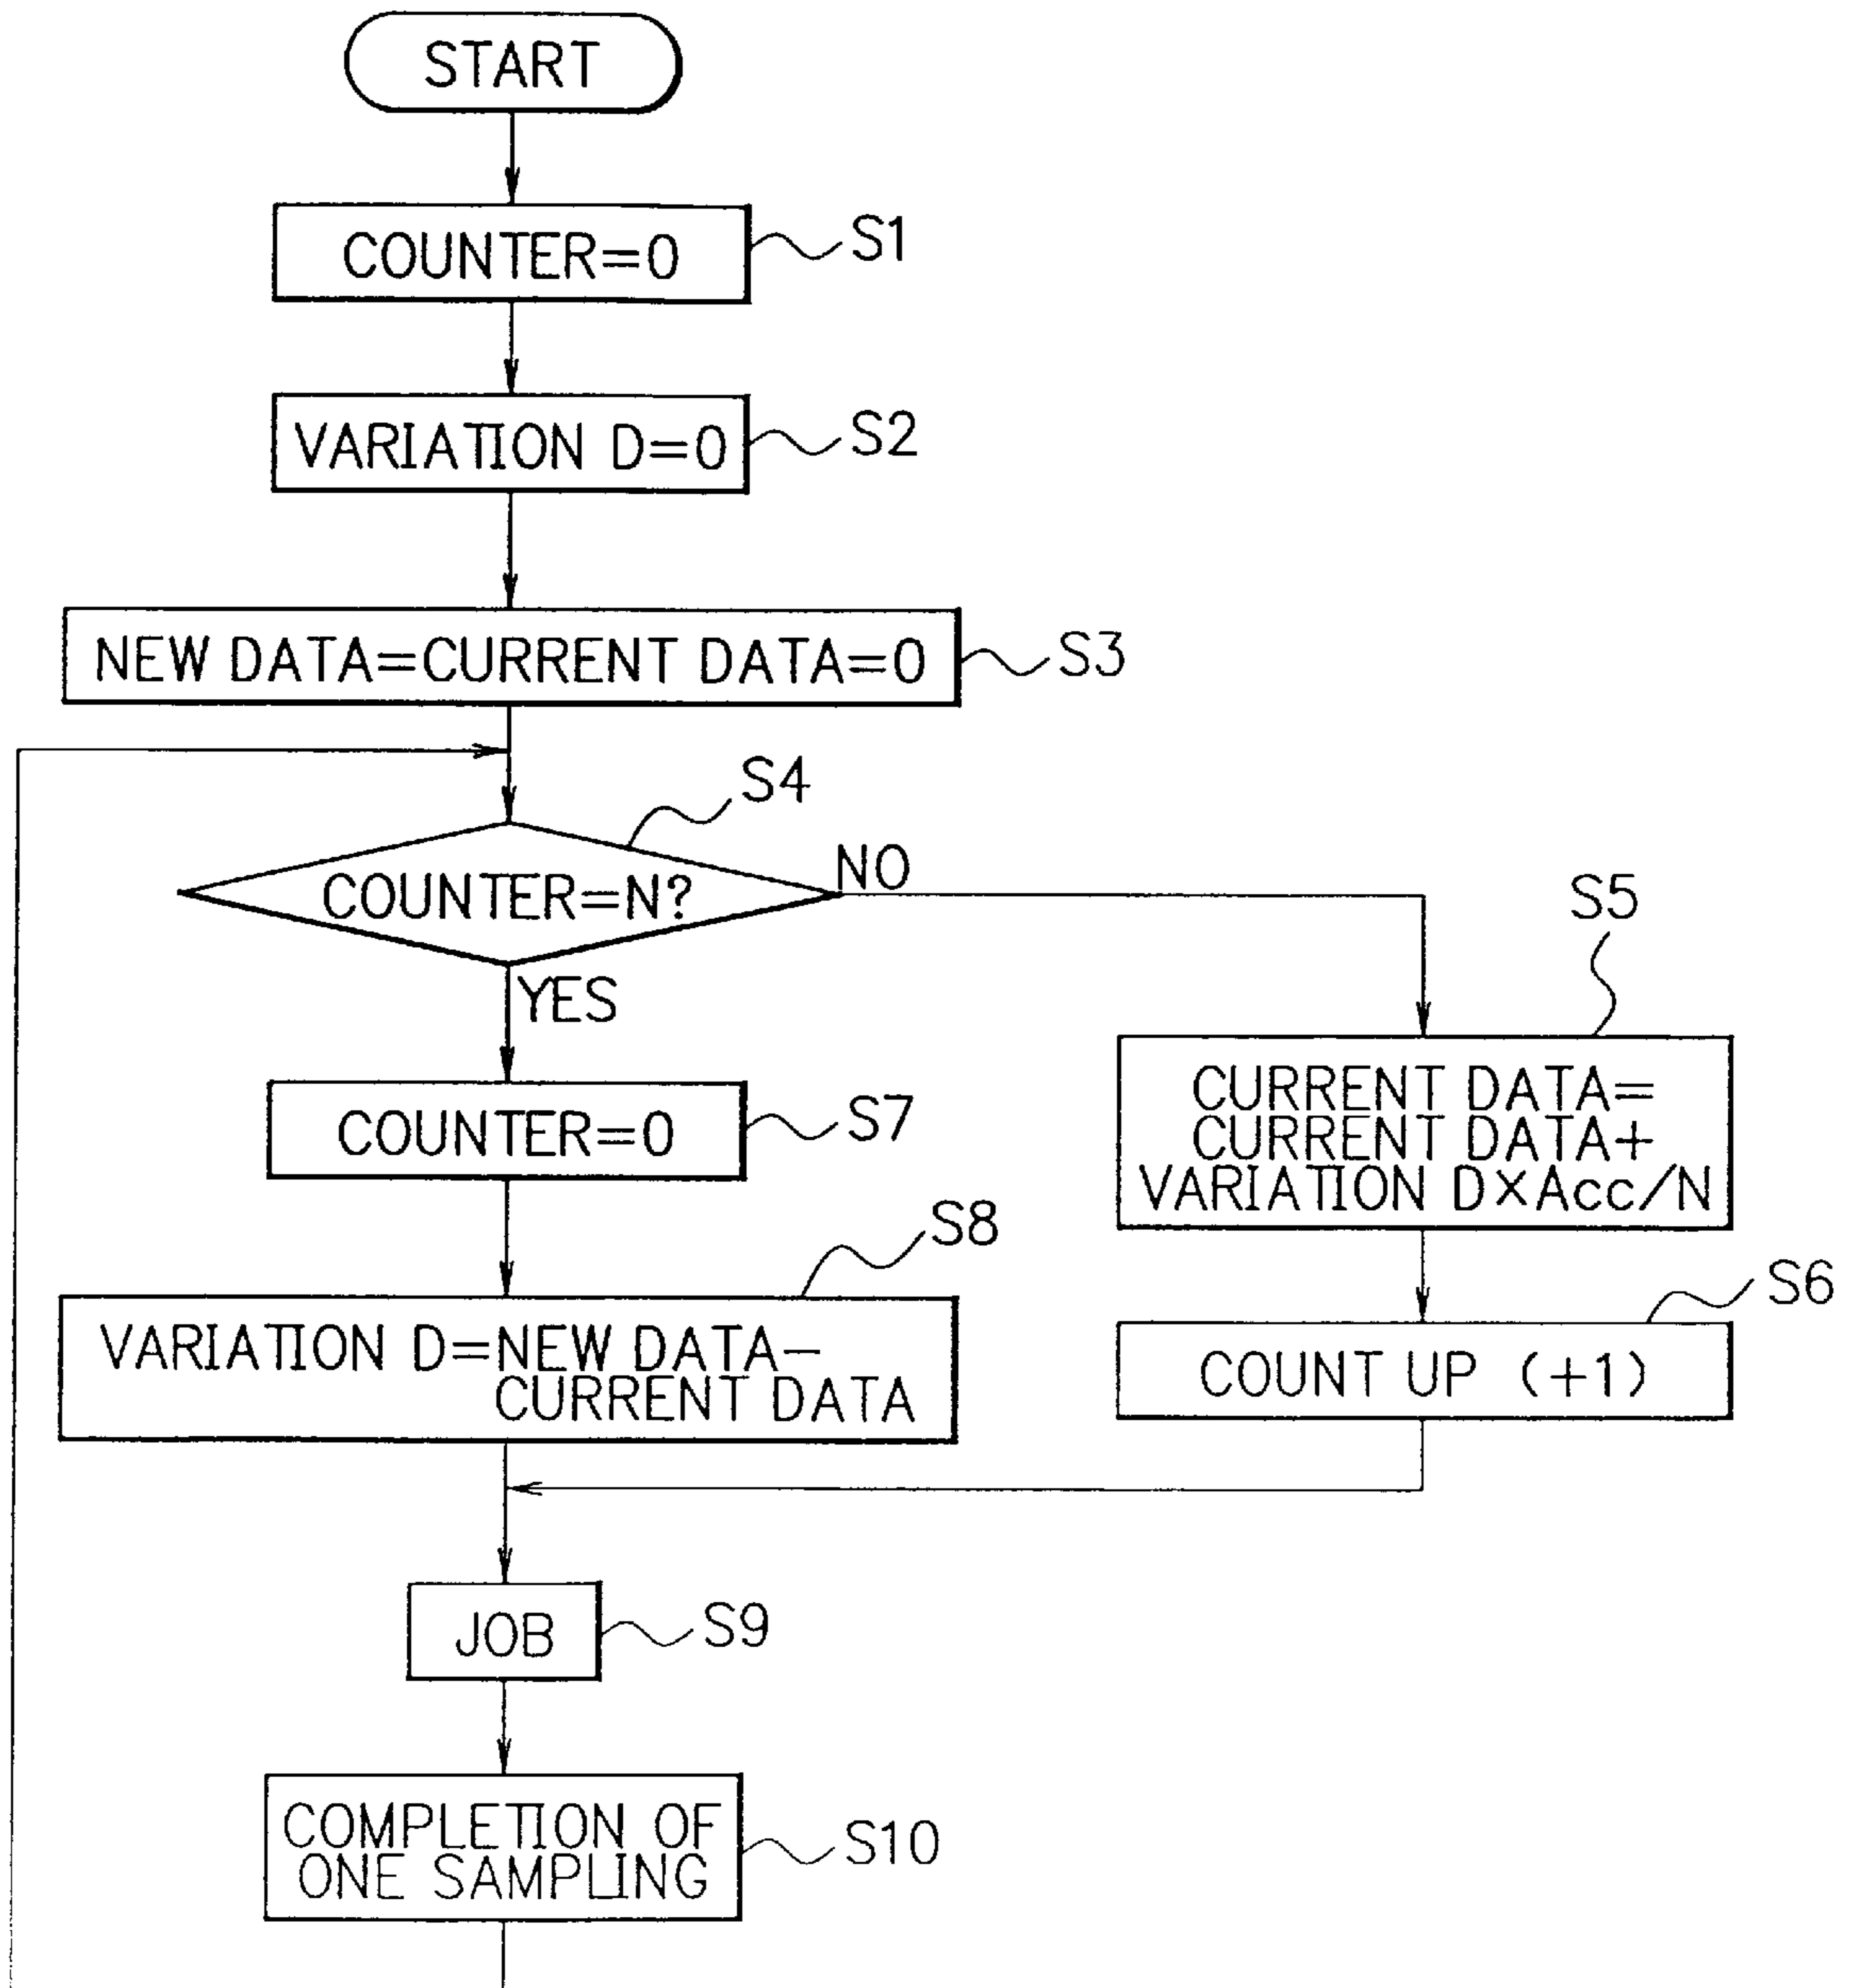 START
COUNTER=0
S1
VARIATION D=0
S2
NEW DATA=CURRENT DATA=0
S3
S4
COUNTER=N?
NO
YES
S5
CURRENT DATA=
CURRENT DATA+
VARIATION D×Acc/N
S6
COUNT UP (+1)
COUNTER=0
S7
S8
VARIATION D=NEW DATA-
CURRENT DATA
JOB
S9
COMPLETION OF
ONE SAMPLING
S10